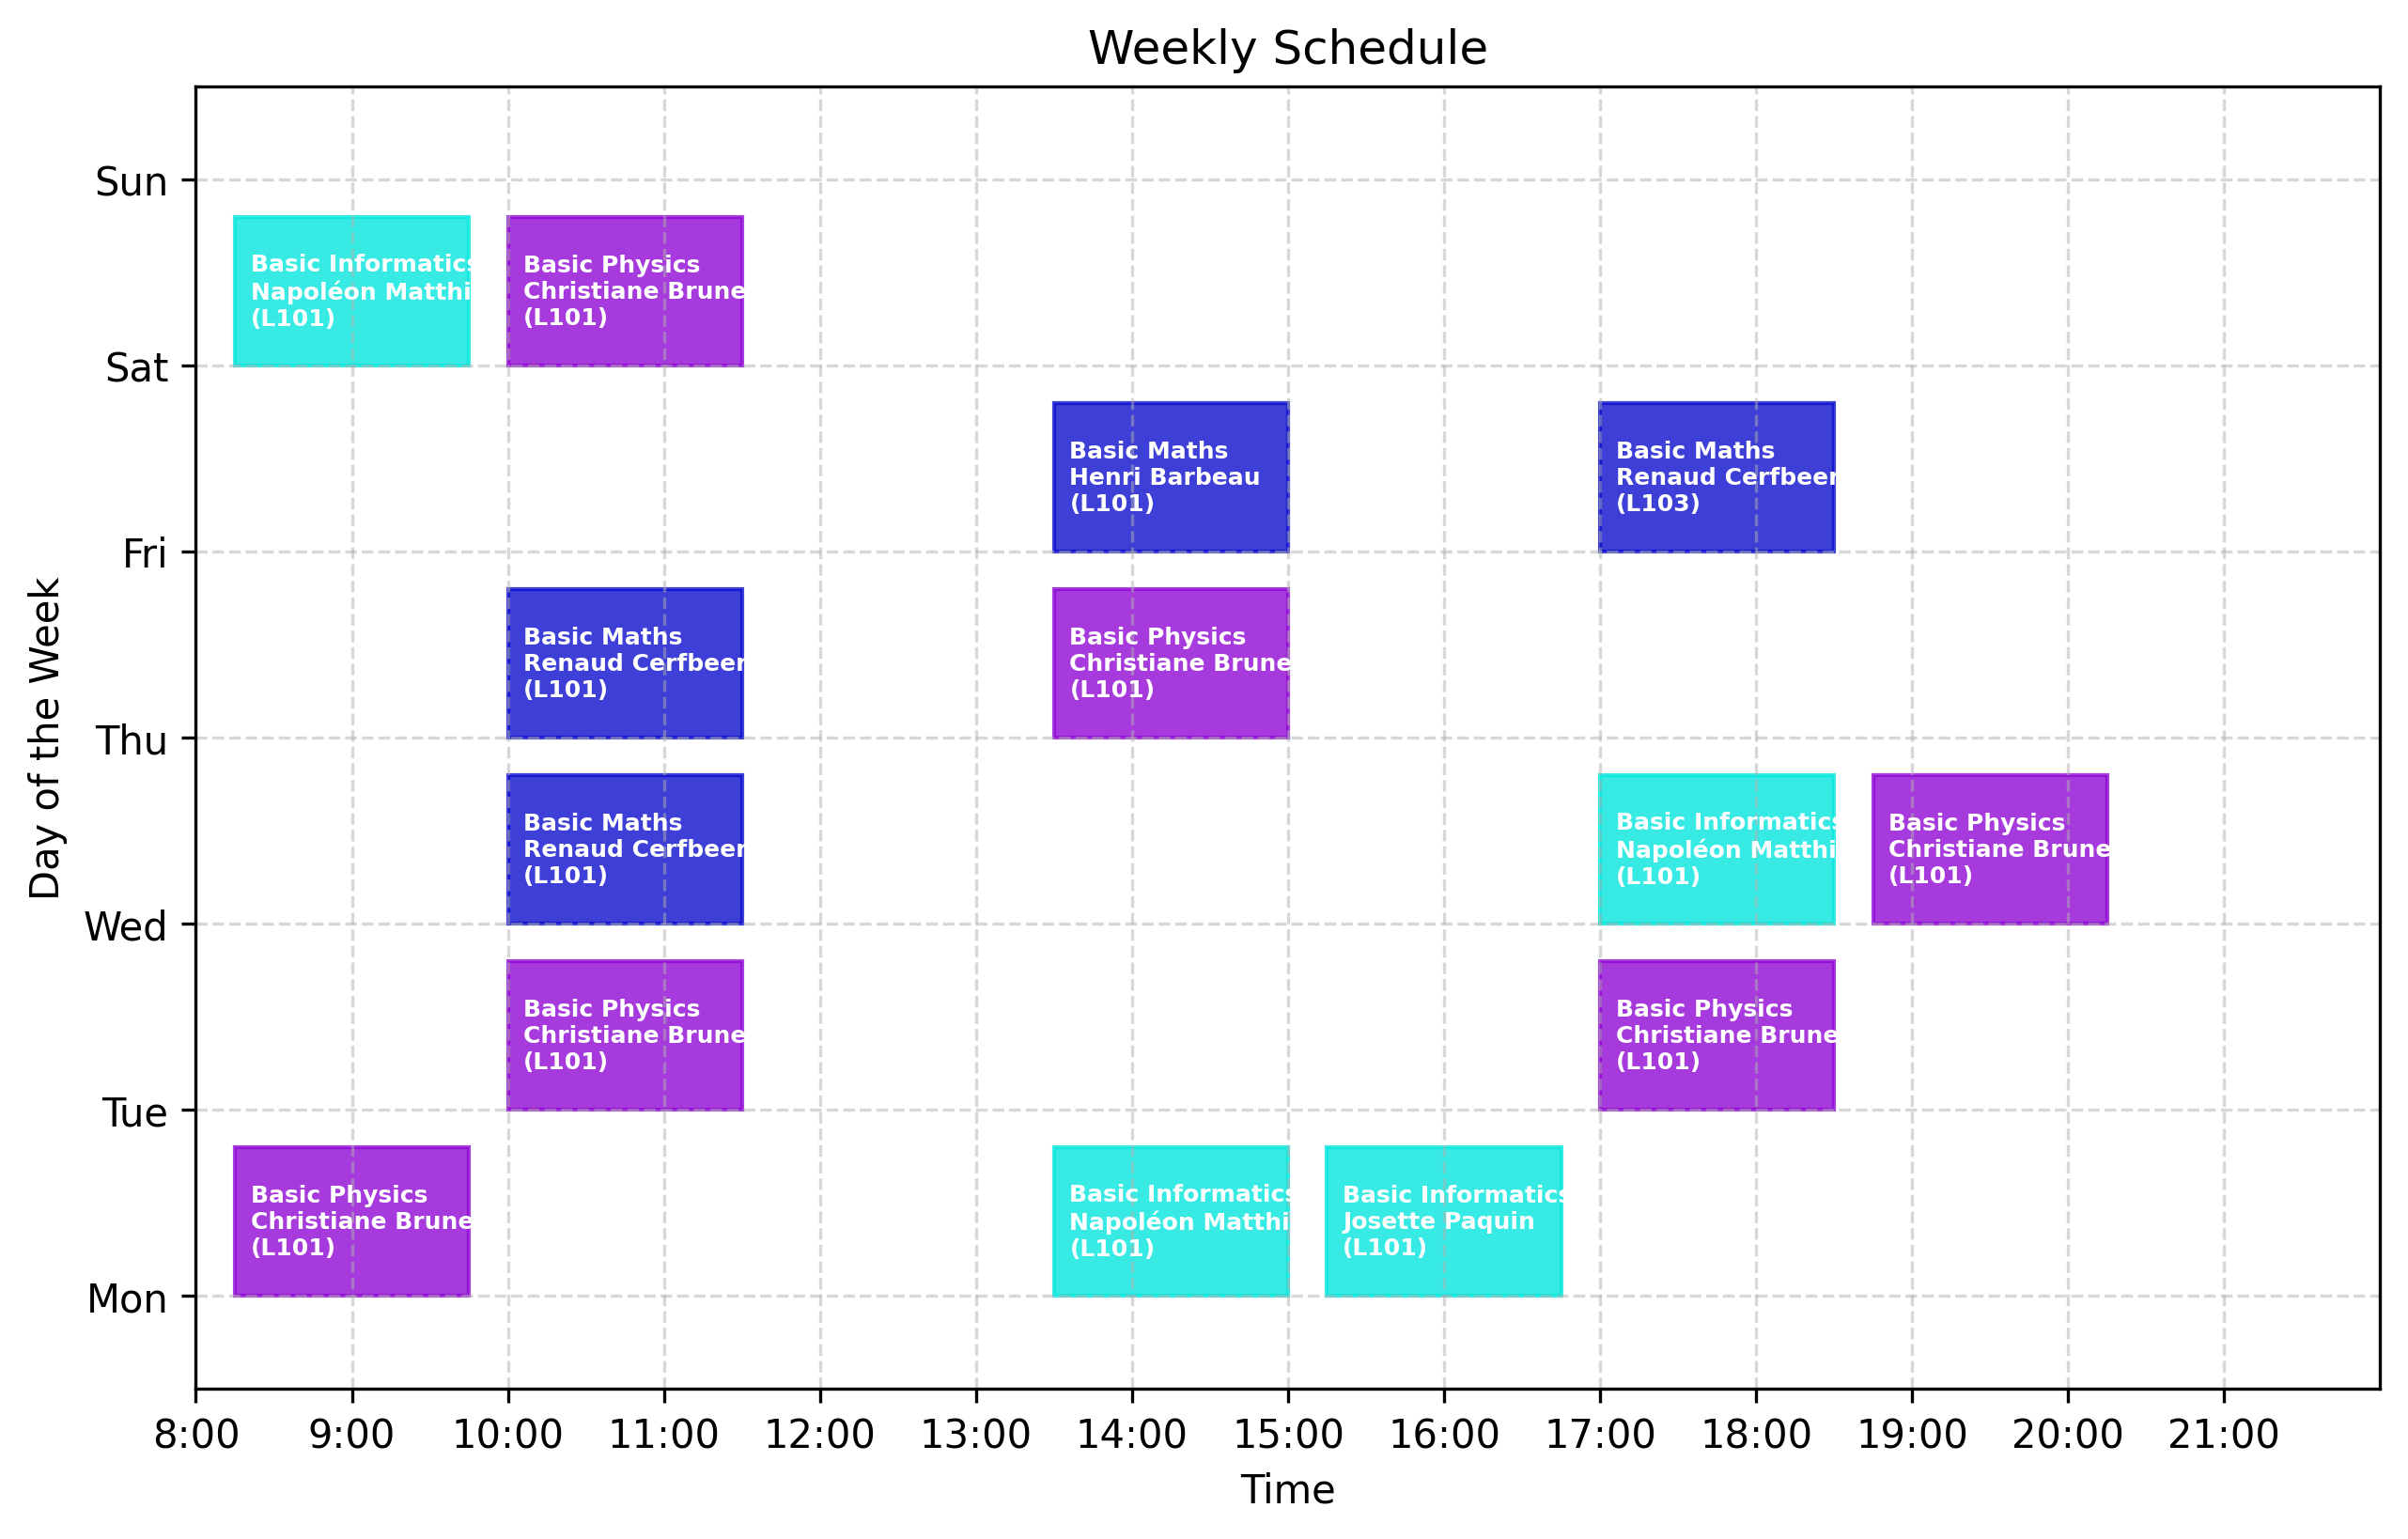 Weekly Schedule
Sun
Basic Informatics
Napoléon Matthi
(L101)
Basic Physics
Christiane Brune
(L101)
Sat
Basic Maths
Henri Barbeau
(L101)
Basic Maths
Renaud Cerfbeer
(L103)
Fri
Basic Maths
Renaud Cerfbeer
(L101)
Basic Physics
Christiane Brune
(L101)
Thu
Basic Maths
Renaud Cerfbeer
(L101)
Basic Informatics
Napoléon Matthi
(L101)
Basic Physics
Christiane Brune
(L101)
Wed
Basic Physics
Christiane Brune
(L101)
Basic Physics
Christiane Brune
(L101)
Tue
Basic Physics
Christiane Brune
(L101)
Basic Informatics
Napoléon Matthi
(L101)
Basic Informatics
Josette Paquin
(L101)
Mon
Day of the Week
8:00 9:00 10:00 11:00 12:00 13:00 14:00 15:00 16:00 17:00 18:00 19:00 20:00 21:00
Time